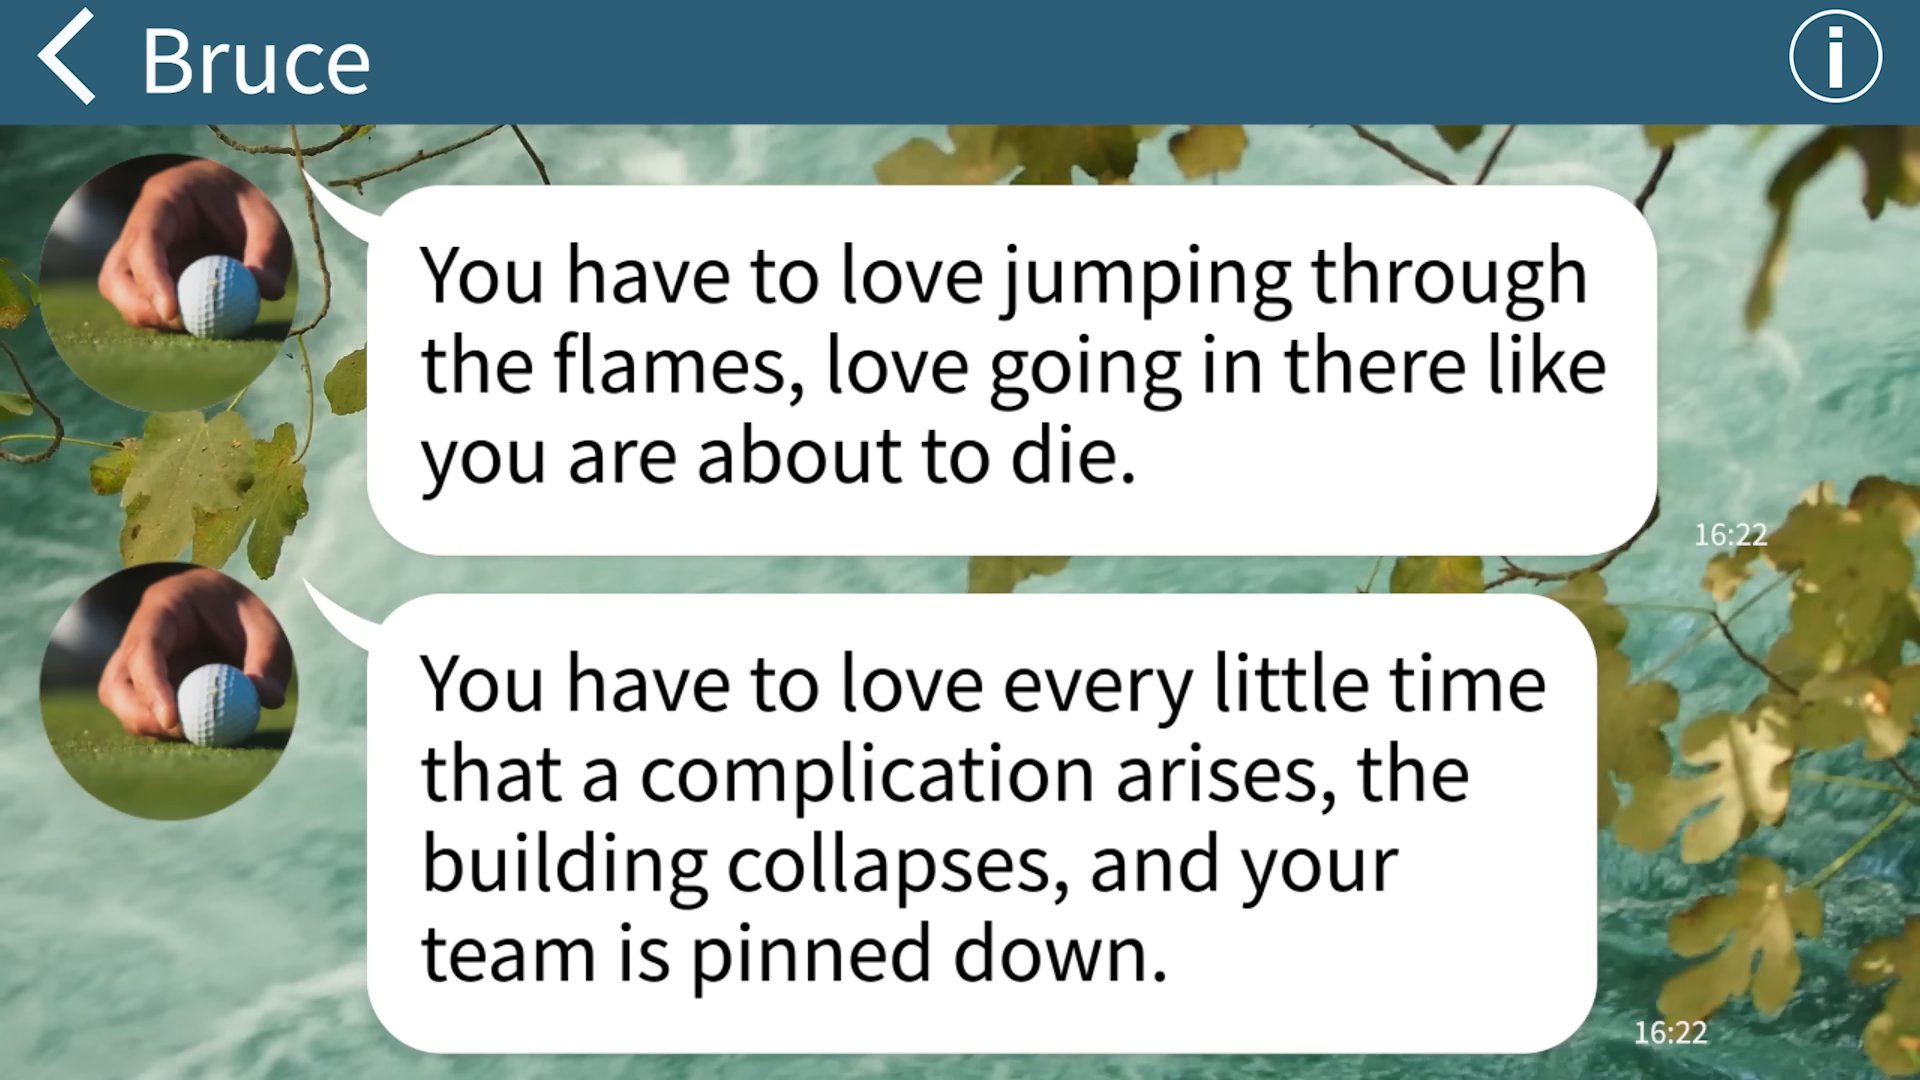 Bruce
You have to love jumping through
the flames, love going in there like
you are about to die.
16:22
You have to love every little time
that a complication arises, the
building collapses, and your
team is pinned down.
16:22